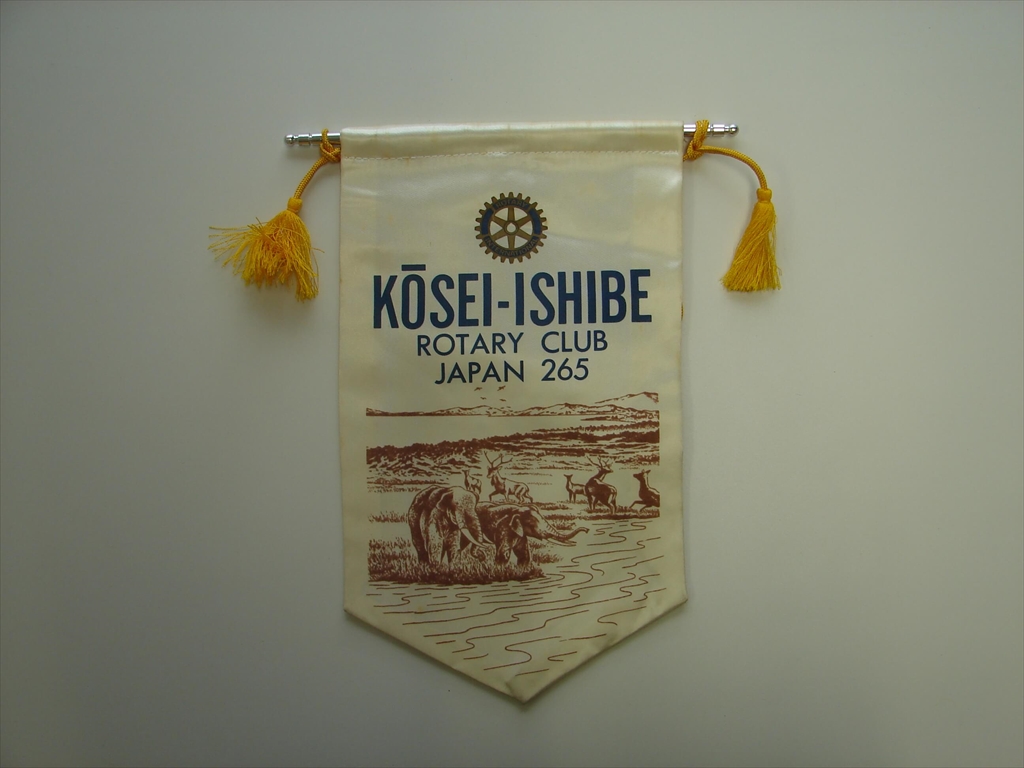 KŌSEI-ISHIBE
ROTARY CLUB
JAPAN 265